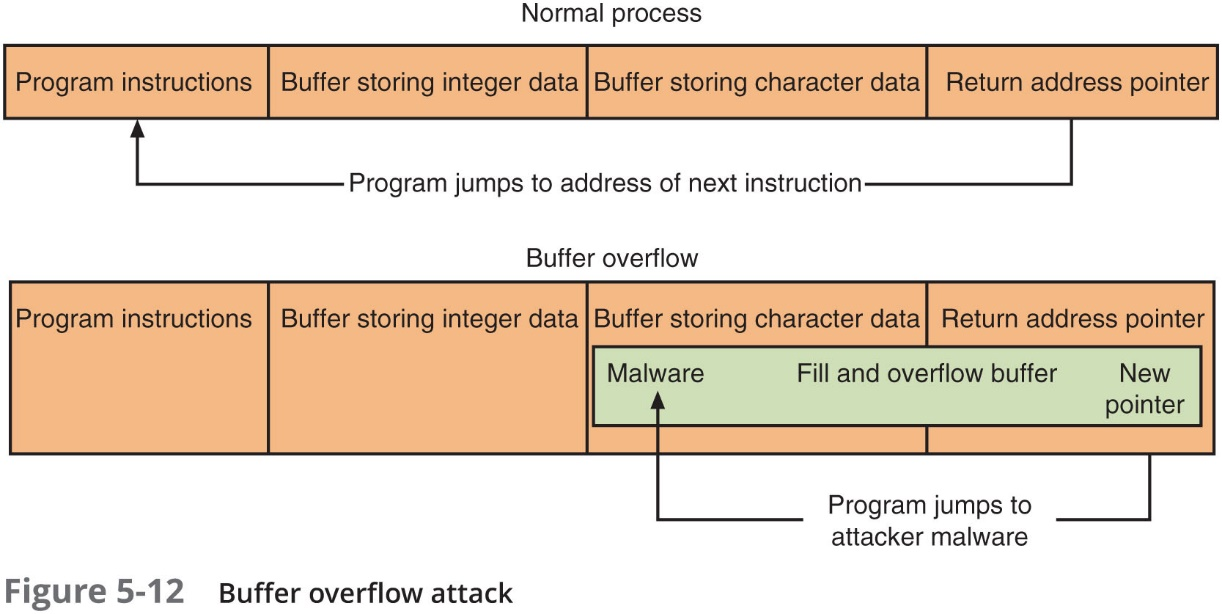 Normal process
Program instructions Buffer storing integer data Buffer storing character data Return address pointer
Program jumps to address of next instruction
Buffer overflow
Program instructions Buffer storing integer data Buffer storing character data Return address pointer
Malware Fill and overflow buffer New
pointer
Program jumps to
attacker malware
Figure 5-12 Buffer overflow attack